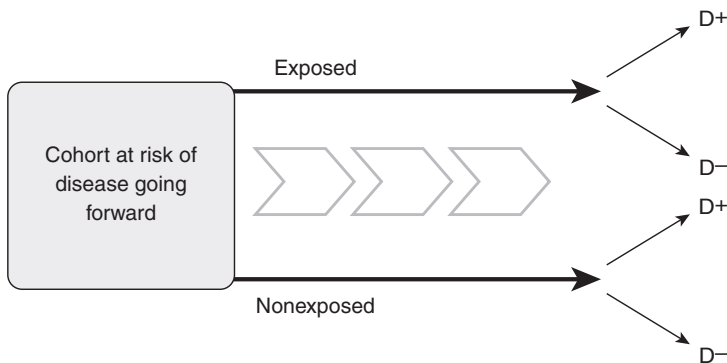 D+
Exposed
Cohort at risk of
disease going
forward
D–
D+
Nonexposed
D–